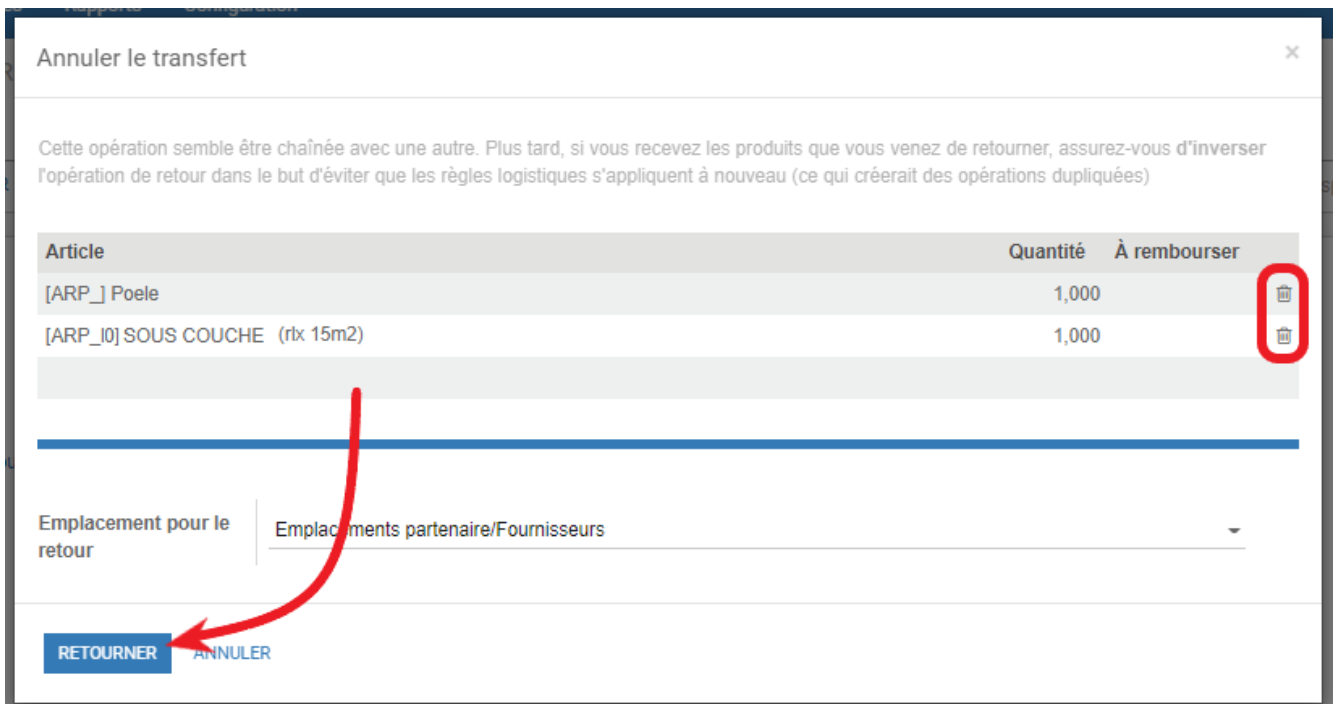 Rapports Configuration
Annuler le transfert ×
Cette opération semble être chaînée avec une autre. Plus tard, si vous recevez les produits que vous venez de retourner, assurez-vous d'inverser
l'opération de retour dans le but d'éviter que les règles logistiques s'appliquent à nouveau (ce qui créerait des opérations dupliquées)
Article Quantité À rembourser
[ARP_] Poele 1,000
[ARP_I0] SOUS COUCHE (rlx 15m2) 1,000
Emplacement pour le
retour
Emplacements partenaire/Fournisseurs
RETOURNER ANNULER